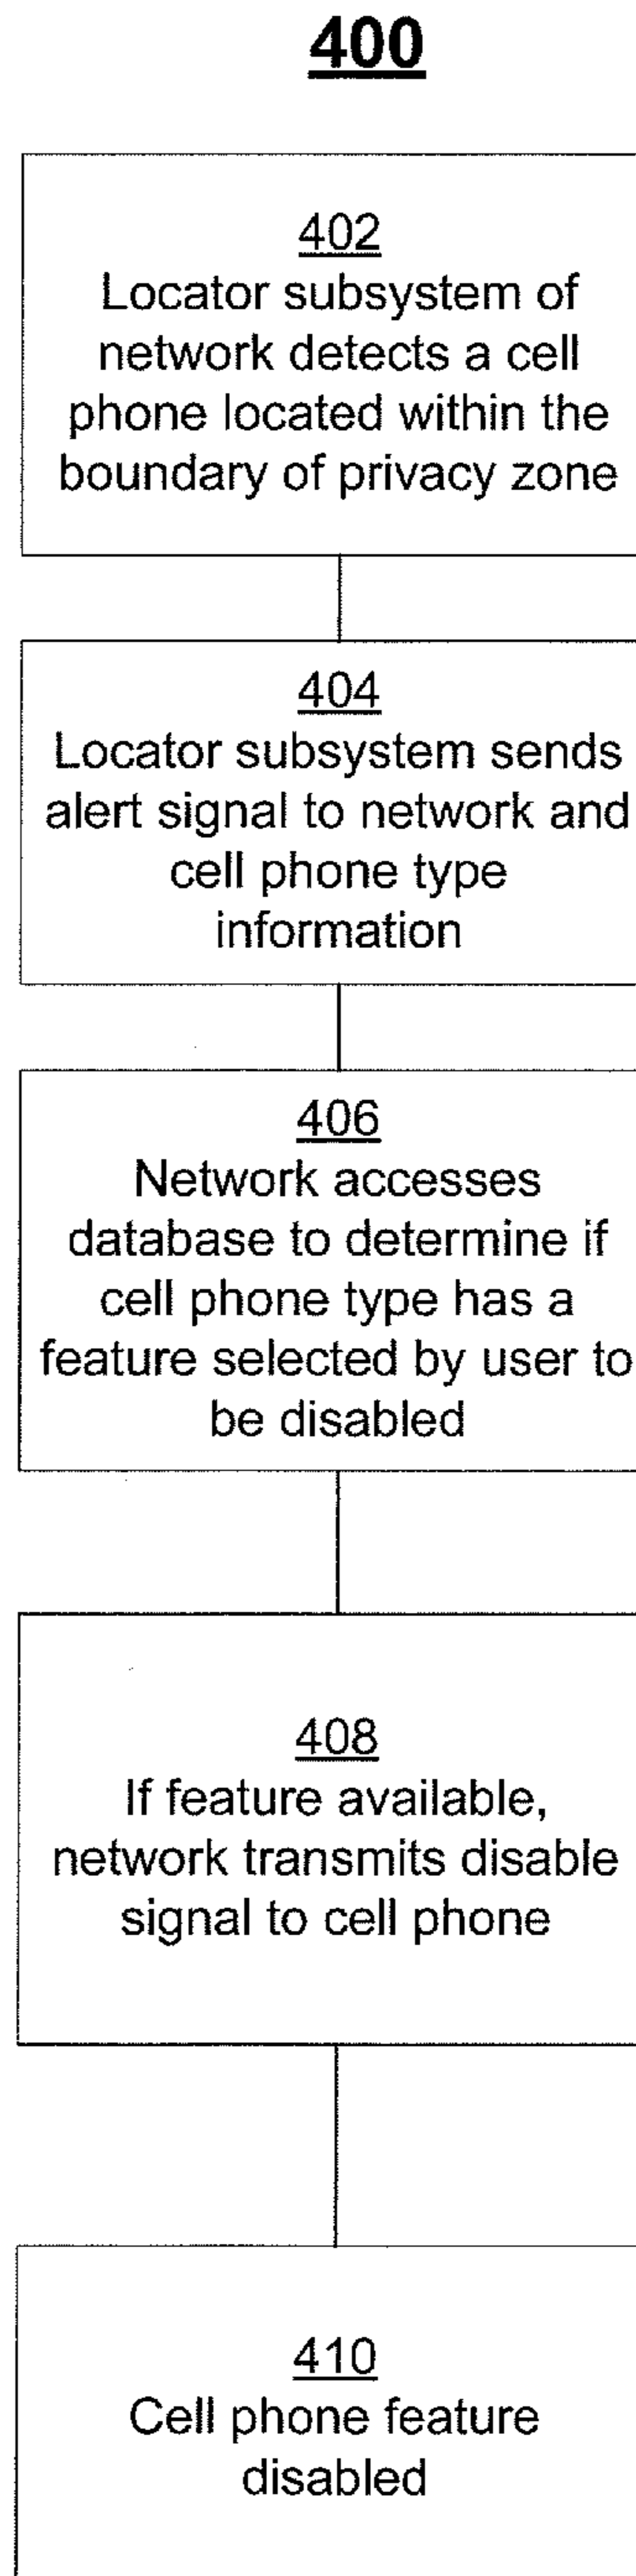 400
402
Locator subsystem of
network detects a cell
phone located within the
boundary of privacy zone
404
Locator subsystem sends
alert signal to network and
cell phone type
information
406
Network accesses
database to determine if
cell phone type has a
feature selected by user to
be disabled
408
If feature available,
network transmits disable
signal to cell phone
410
Cell phone feature
disabled